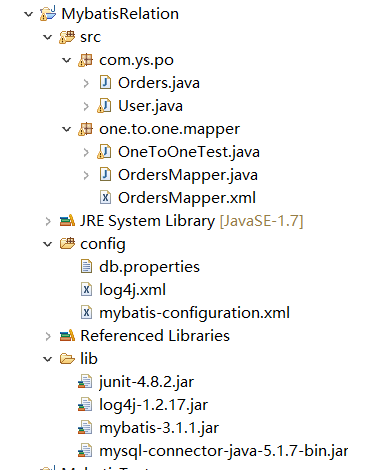 MybatisRelation
src
com.ys.po
Orders.java
User.java
one.to.one.mapper
OneToOneTest.java
OrdersMapper.java
OrdersMapper.xml
JRE System Library [JavaSE-1.7]
config
db.properties
log4j.xml
mybatis-configuration.xml
Referenced Libraries
lib
junit-4.8.2.jar
log4j-1.2.17.jar
mybatis-3.1.1.jar
mysql-connector-java-5.1.7-bin.jar